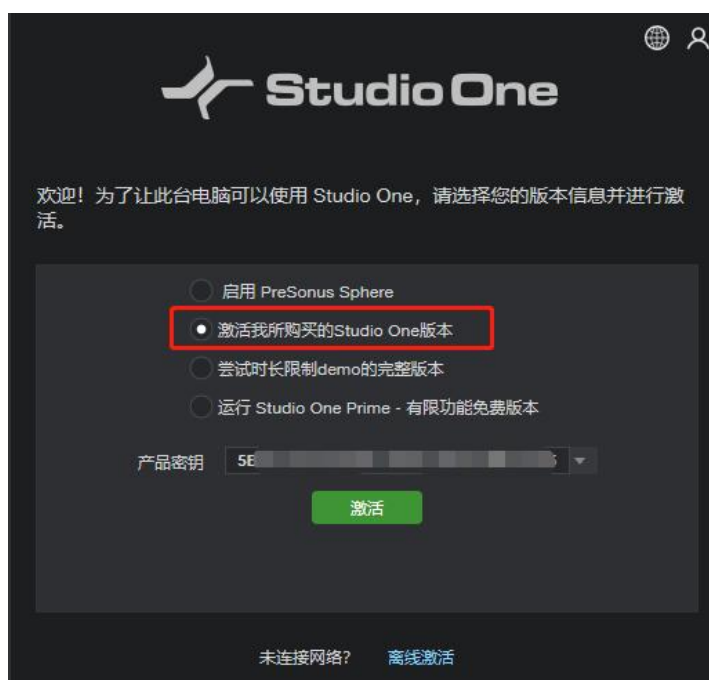 Studio One
欢迎！为了让此台电脑可以使用 Studio One，请选择您的版本信息并进行激
活。
启用 PreSonus Sphere
激活我所购买的Studio One版本
尝试时长限制demo的完整版本
运行 Studio One Prime - 有限功能免费版本
产品密钥
激活
未连接网络? 离线激活